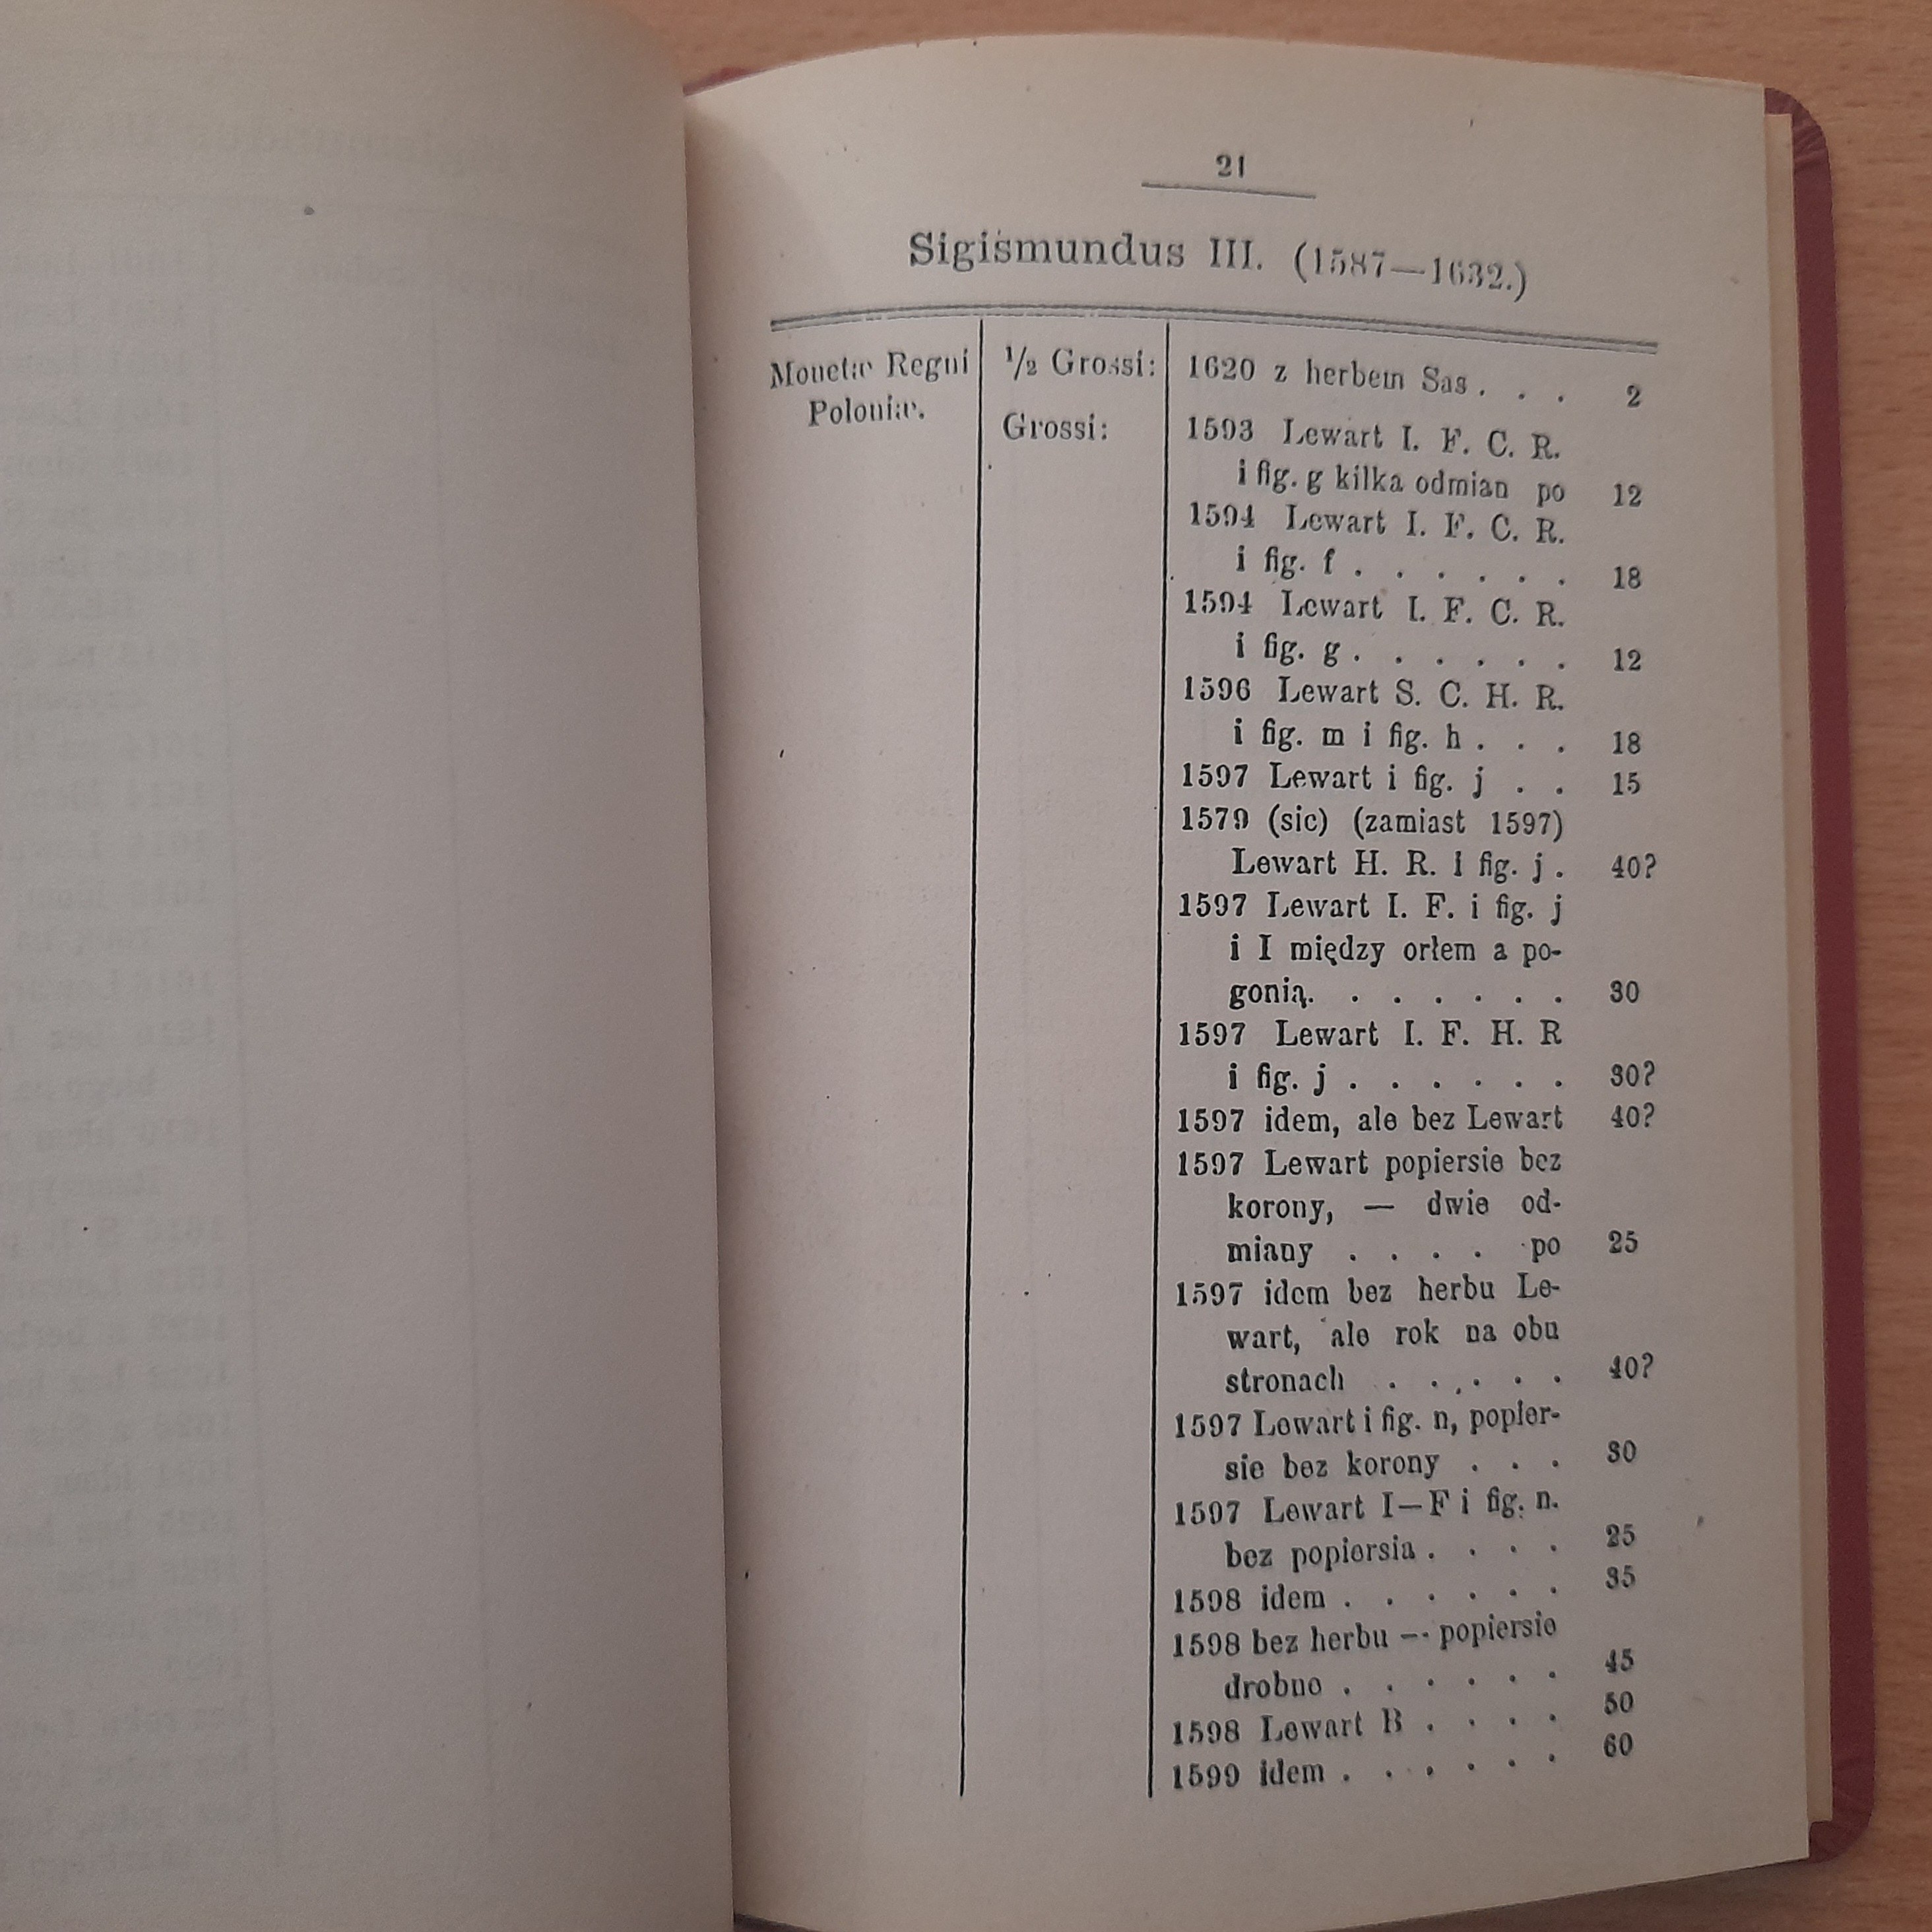 21
Sigismundus III. (1587—1632.)
Monetæ Regni
Poloniæ.
1/2 Grossi:
1620 z herbem Sas . . . 2
Grossi:
1593 Lewart I. F. C. R.
i fig. g kilka odmian po 12
1594 Lewart I. F. C. R.
i fig. f . . . . . . 18
1594 Lewart I. F. C. R.
i fig. g . . . . . . 12
1596 Lewart S. C. H. R.
i fig. m i fig. h . . . 18
1597 Lewart i fig. j . . 15
1579 (sic) (zamiast 1597)
Lewart H. R. i fig. j . 40?
1597 Lewart I. F. i fig. j
i I między orłem a po-
gonią. . . . . . . 30
1597 Lewart I. F. H. R
i fig. j . . . . . . 30?
1597 idem, ale bez Lewart 40?
1597 Lewart popiersie bez
korony, — dwie od-
miany . . . . po 25
1597 idem bez herbu Le-
wart, ale rok na obu
stronach . . . . . 40?
1597 Lewart i fig. n, popier-
sie bez korony . . . 30
1597 Lewart I—F i fig. n.
bez popiersia . . . . 25
1598 idem . . . . . . 35
1598 bez herbu — popiersie
drobne . . . . . . 45
1598 Lewart B . . . . 50
1599 idem . . . . . . 60